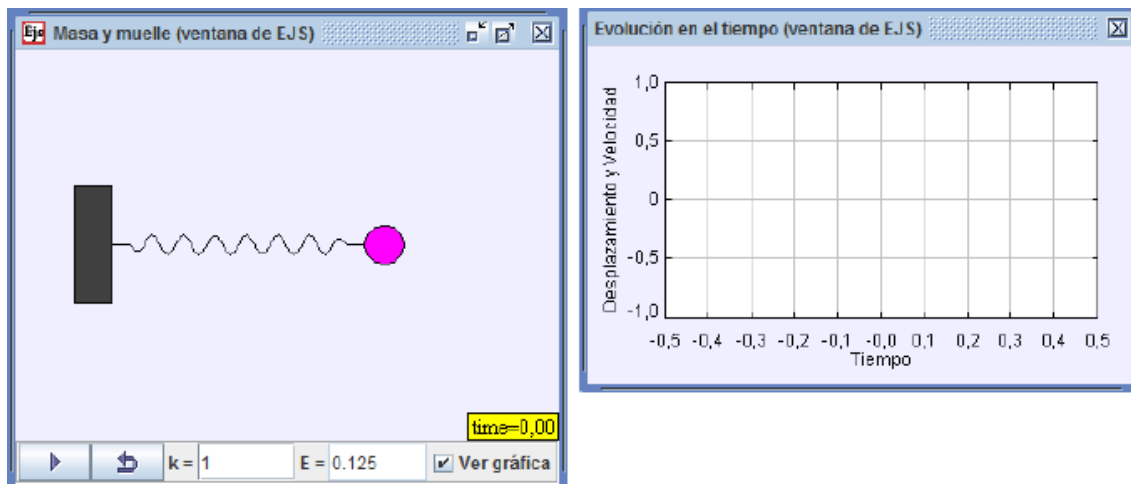 Ejs Masa y muelle (ventana de EJS)
time=0,00
k = 1 E = 0.125 Ver gráfica
Evolución en el tiempo (ventana de EJS)
Desplazamiento y Velocidad
1,0
0,5
0
-0,5
-1,0
-0,5 -0,4 -0,3 -0,2 -0,1 -0,0 0,1 0,2 0,3 0,4 0,5
Tiempo